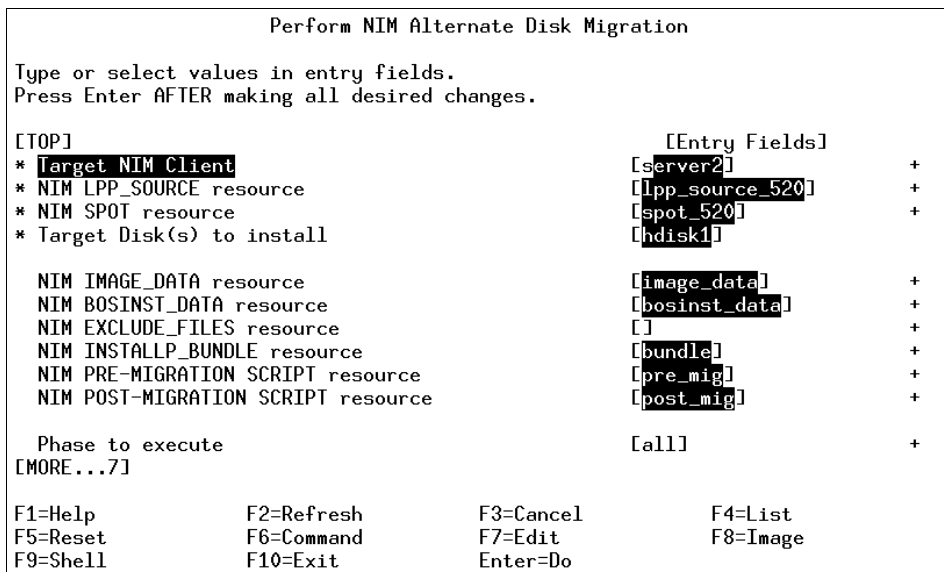 Perform NIM Alternate Disk Migration
Type or select values in entry fields.
Press Enter AFTER making all desired changes.
[TOP] [Entry Fields]
* Target NIM Client [server2] +
* NIM LPP_SOURCE resource [lpp_source_520] +
* NIM SPOT resource [spot_520] +
* Target Disk(s) to install [hdisk1]
NIM IMAGE_DATA resource [image_data] +
NIM BOSINST_DATA resource [bosinst_data] +
NIM EXCLUDE_FILES resource [] +
NIM INSTALLP_BUNDLE resource [bundle] +
NIM PRE-MIGRATION SCRIPT resource [pre_mig] +
NIM POST-MIGRATION SCRIPT resource [post_mig] +
Phase to execute [all] +
[MORE...7]
F1=Help F2=Refresh F3=Cancel F4=List
F5=Reset F6=Command F7=Edit F8=Image
F9=Shell F10=Exit Enter=Do